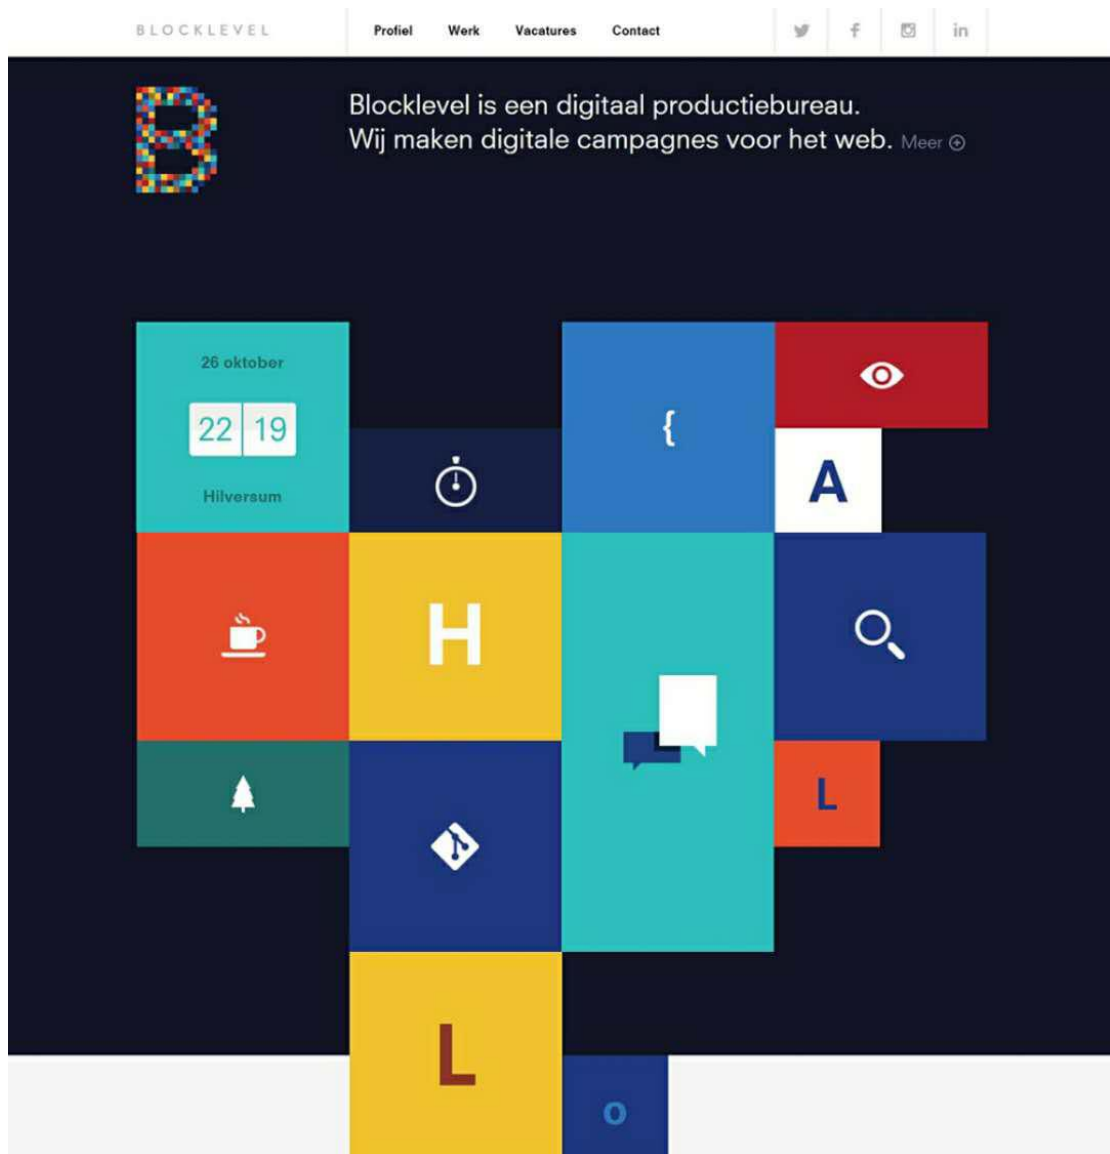 BLOCKLEVEL
Profiel Werk Vacatures Contact
f in
B
Blocklevel is een digitaal productiebureau.
Wij maken digitale campagnes voor het web. Meer
26 oktober
22 19
Hilversum
{
A
H
L
L
o